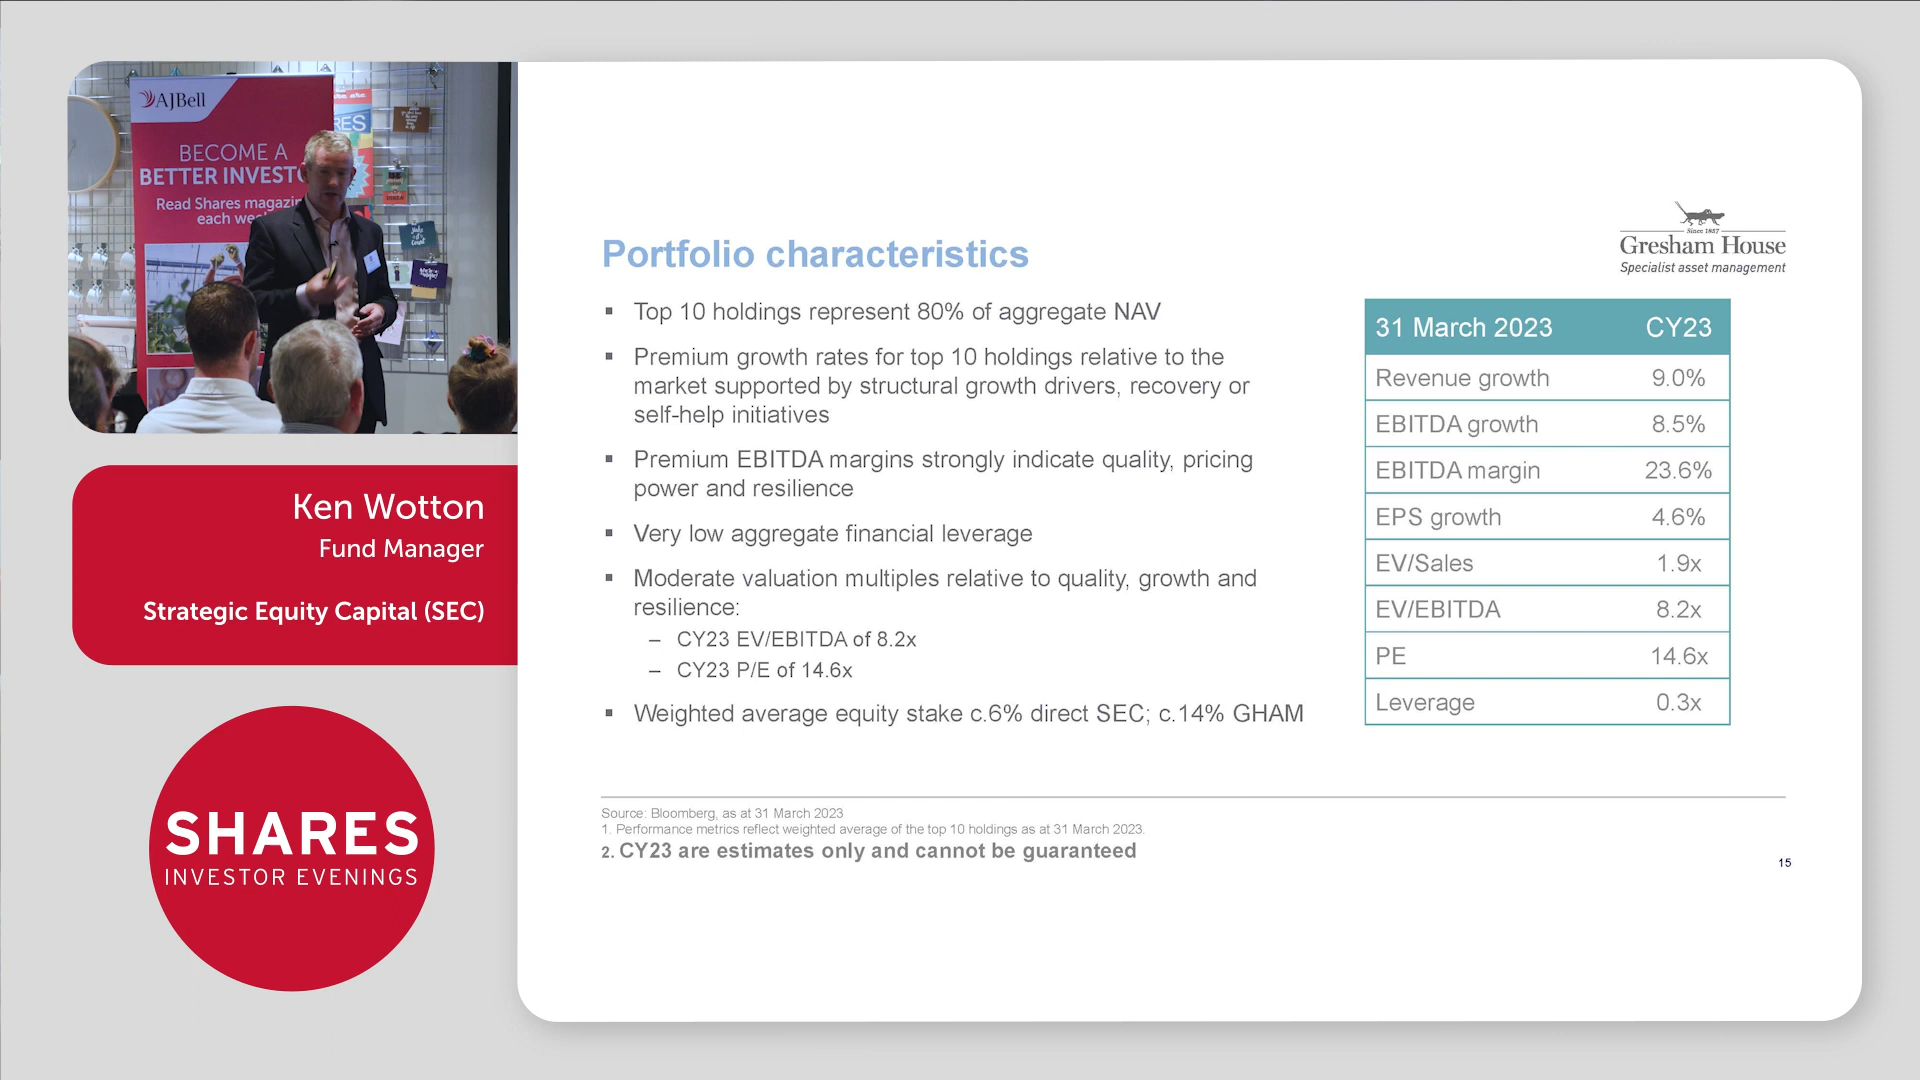 AJBell
BECOME A
BETTER INVESTO
Read Shares magazin
each wee
RES
Ken Wotton
Fund Manager
Strategic Equity Capital (SEC)
SHARES
INVESTOR EVENINGS
Since 1857
Gresham House
Specialist asset management
Portfolio characteristics
▪ Top 10 holdings represent 80% of aggregate NAV
▪ Premium growth rates for top 10 holdings relative to the
market supported by structural growth drivers, recovery or
self-help initiatives
▪ Premium EBITDA margins strongly indicate quality, pricing
power and resilience
▪ Very low aggregate financial leverage
▪ Moderate valuation multiples relative to quality, growth and
resilience:
– CY23 EV/EBITDA of 8.2x
– CY23 P/E of 14.6x
▪ Weighted average equity stake c.6% direct SEC; c.14% GHAM
31 March 2023 CY23
Revenue growth 9.0%
EBITDA growth 8.5%
EBITDA margin 23.6%
EPS growth 4.6%
EV/Sales 1.9x
EV/EBITDA 8.2x
PE 14.6x
Leverage 0.3x
Source: Bloomberg, as at 31 March 2023
1. Performance metrics reflect weighted average of the top 10 holdings as at 31 March 2023.
2. CY23 are estimates only and cannot be guaranteed
15